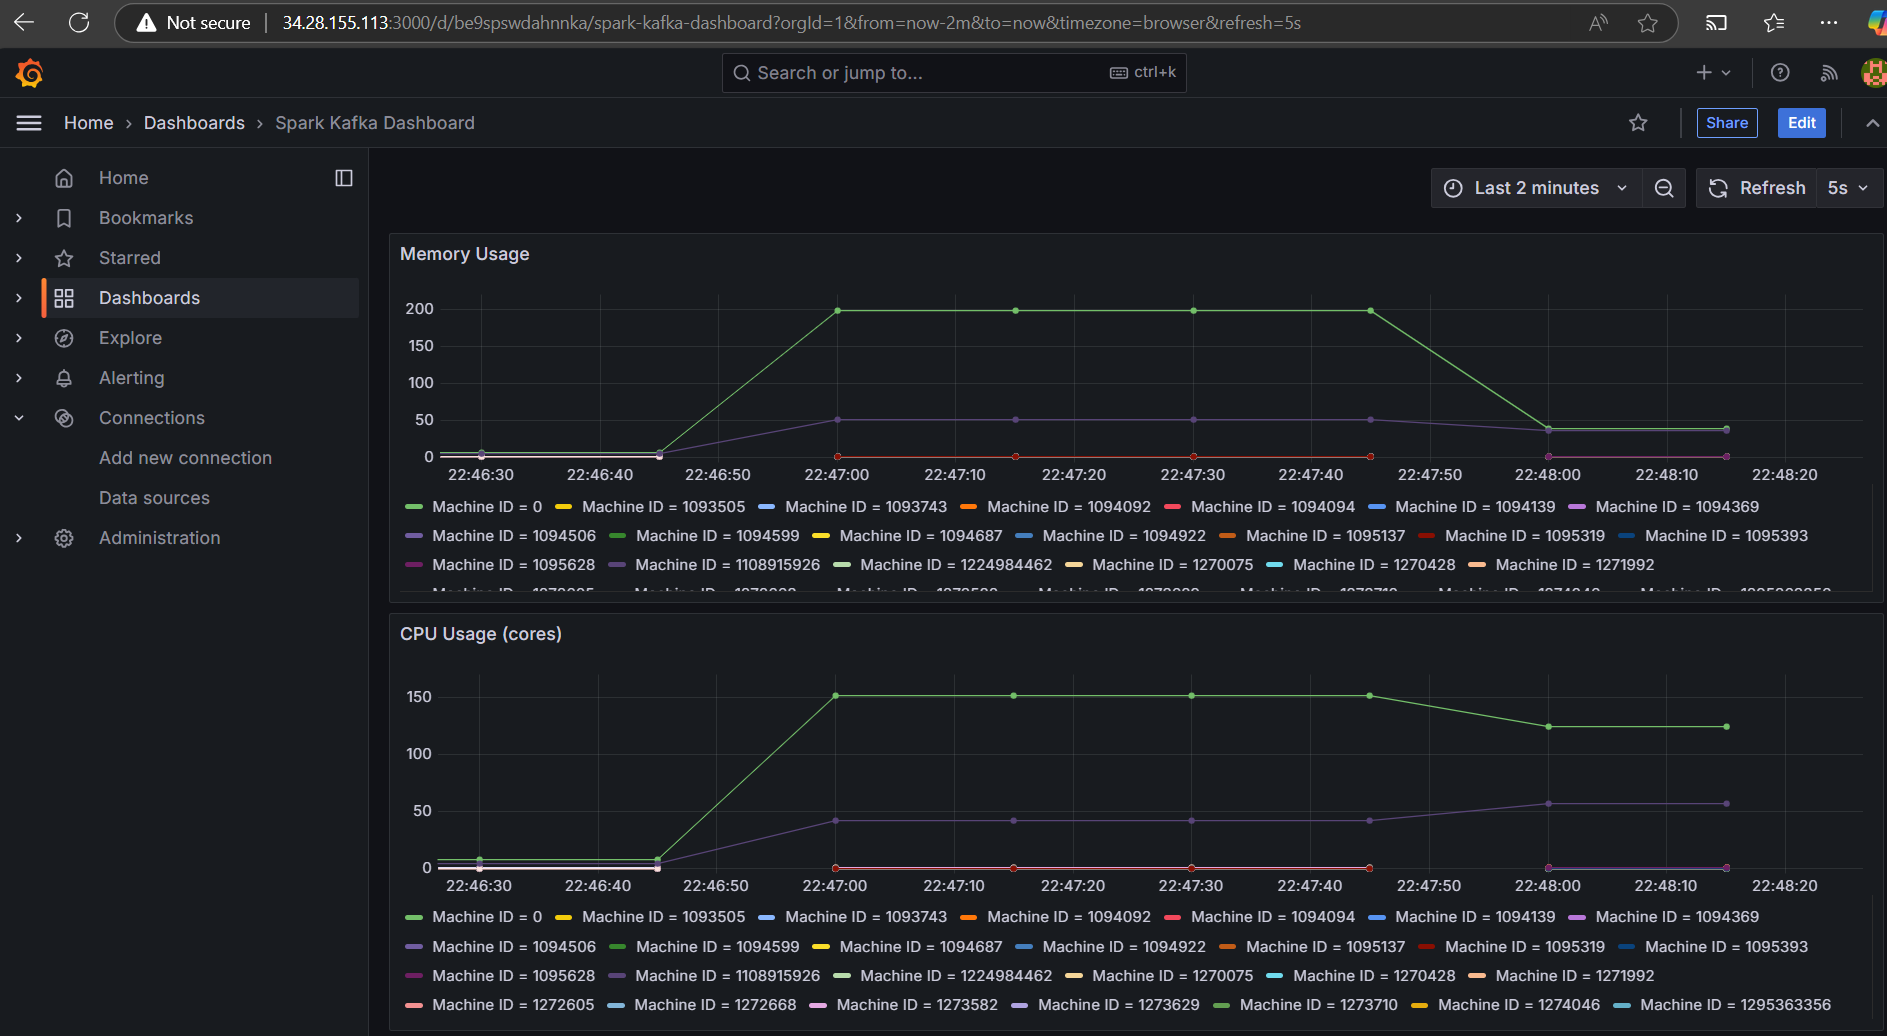 Not secure 34.28.155.113:3000/d/be9spswdahnnka/spark-kafka-dashboard?orgId=1&from=now-2m&to=now&timezone=browser&refresh=5s
Search or jump to... ctrl+k
Home > Dashboards > Spark Kafka Dashboard
Share Edit
Home
Bookmarks
Starred
Dashboards
Explore
Alerting
Connections
Add new connection
Data sources
Administration
Last 2 minutes Refresh 5s
Memory Usage
200
150
100
50
0
22:46:30 22:46:40 22:46:50 22:47:00 22:47:10 22:47:20 22:47:30 22:47:40 22:47:50 22:48:00 22:48:10 22:48:20
Machine ID = 0 Machine ID = 1093505 Machine ID = 1093743 Machine ID = 1094092 Machine ID = 1094094 Machine ID = 1094139 Machine ID = 1094369
Machine ID = 1094506 Machine ID = 1094599 Machine ID = 1094687 Machine ID = 1094922 Machine ID = 1095137 Machine ID = 1095319 Machine ID = 1095393
Machine ID = 1095628 Machine ID = 1108915926 Machine ID = 1224984462 Machine ID = 1270075 Machine ID = 1270428 Machine ID = 1271992
CPU Usage (cores)
150
100
50
0
22:46:30 22:46:40 22:46:50 22:47:00 22:47:10 22:47:20 22:47:30 22:47:40 22:47:50 22:48:00 22:48:10 22:48:20
Machine ID = 0 Machine ID = 1093505 Machine ID = 1093743 Machine ID = 1094092 Machine ID = 1094094 Machine ID = 1094139 Machine ID = 1094369
Machine ID = 1094506 Machine ID = 1094599 Machine ID = 1094687 Machine ID = 1094922 Machine ID = 1095137 Machine ID = 1095319 Machine ID = 1095393
Machine ID = 1095628 Machine ID = 1108915926 Machine ID = 1224984462 Machine ID = 1270075 Machine ID = 1270428 Machine ID = 1271992
Machine ID = 1272605 Machine ID = 1272668 Machine ID = 1273582 Machine ID = 1273629 Machine ID = 1273710 Machine ID = 1274046 Machine ID = 1295363356